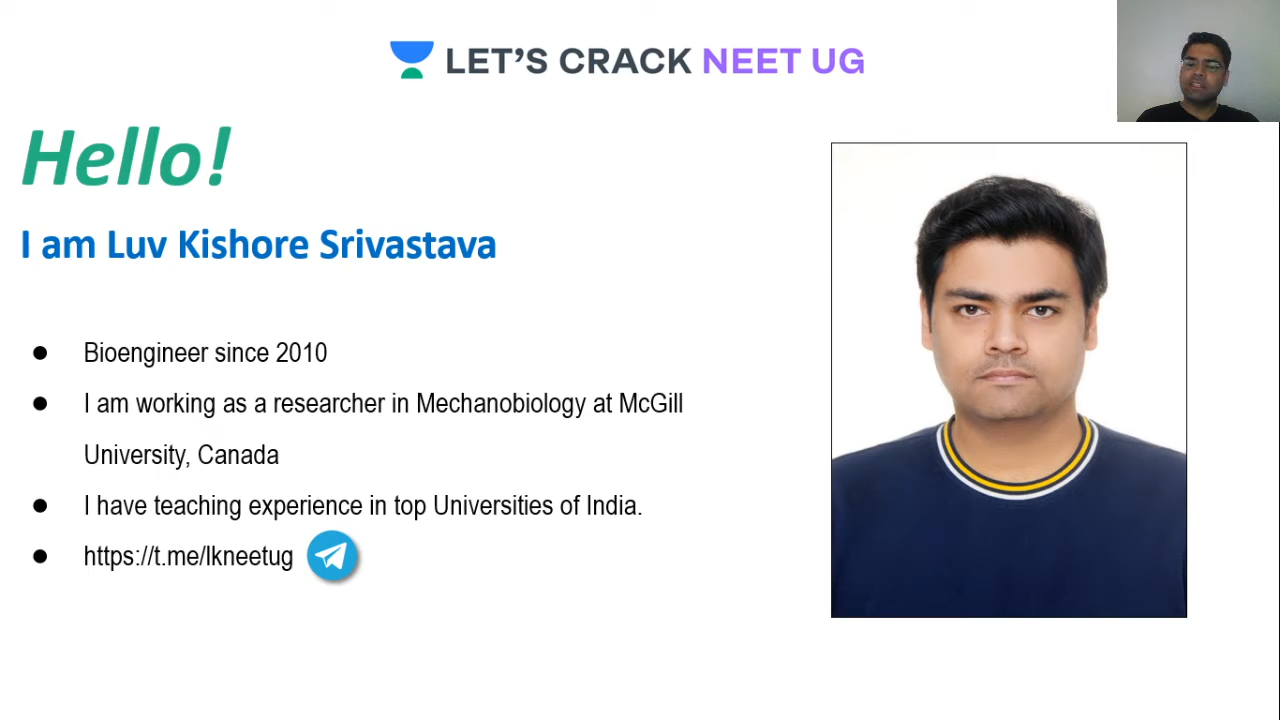 LET'S CRACK NEET UG
Hello!
I am Luv Kishore Srivastava
● Bioengineer since 2010
● I am working as a researcher in Mechanobiology at McGill
University, Canada
● I have teaching experience in top Universities of India.
● https://t.me/lkneetug